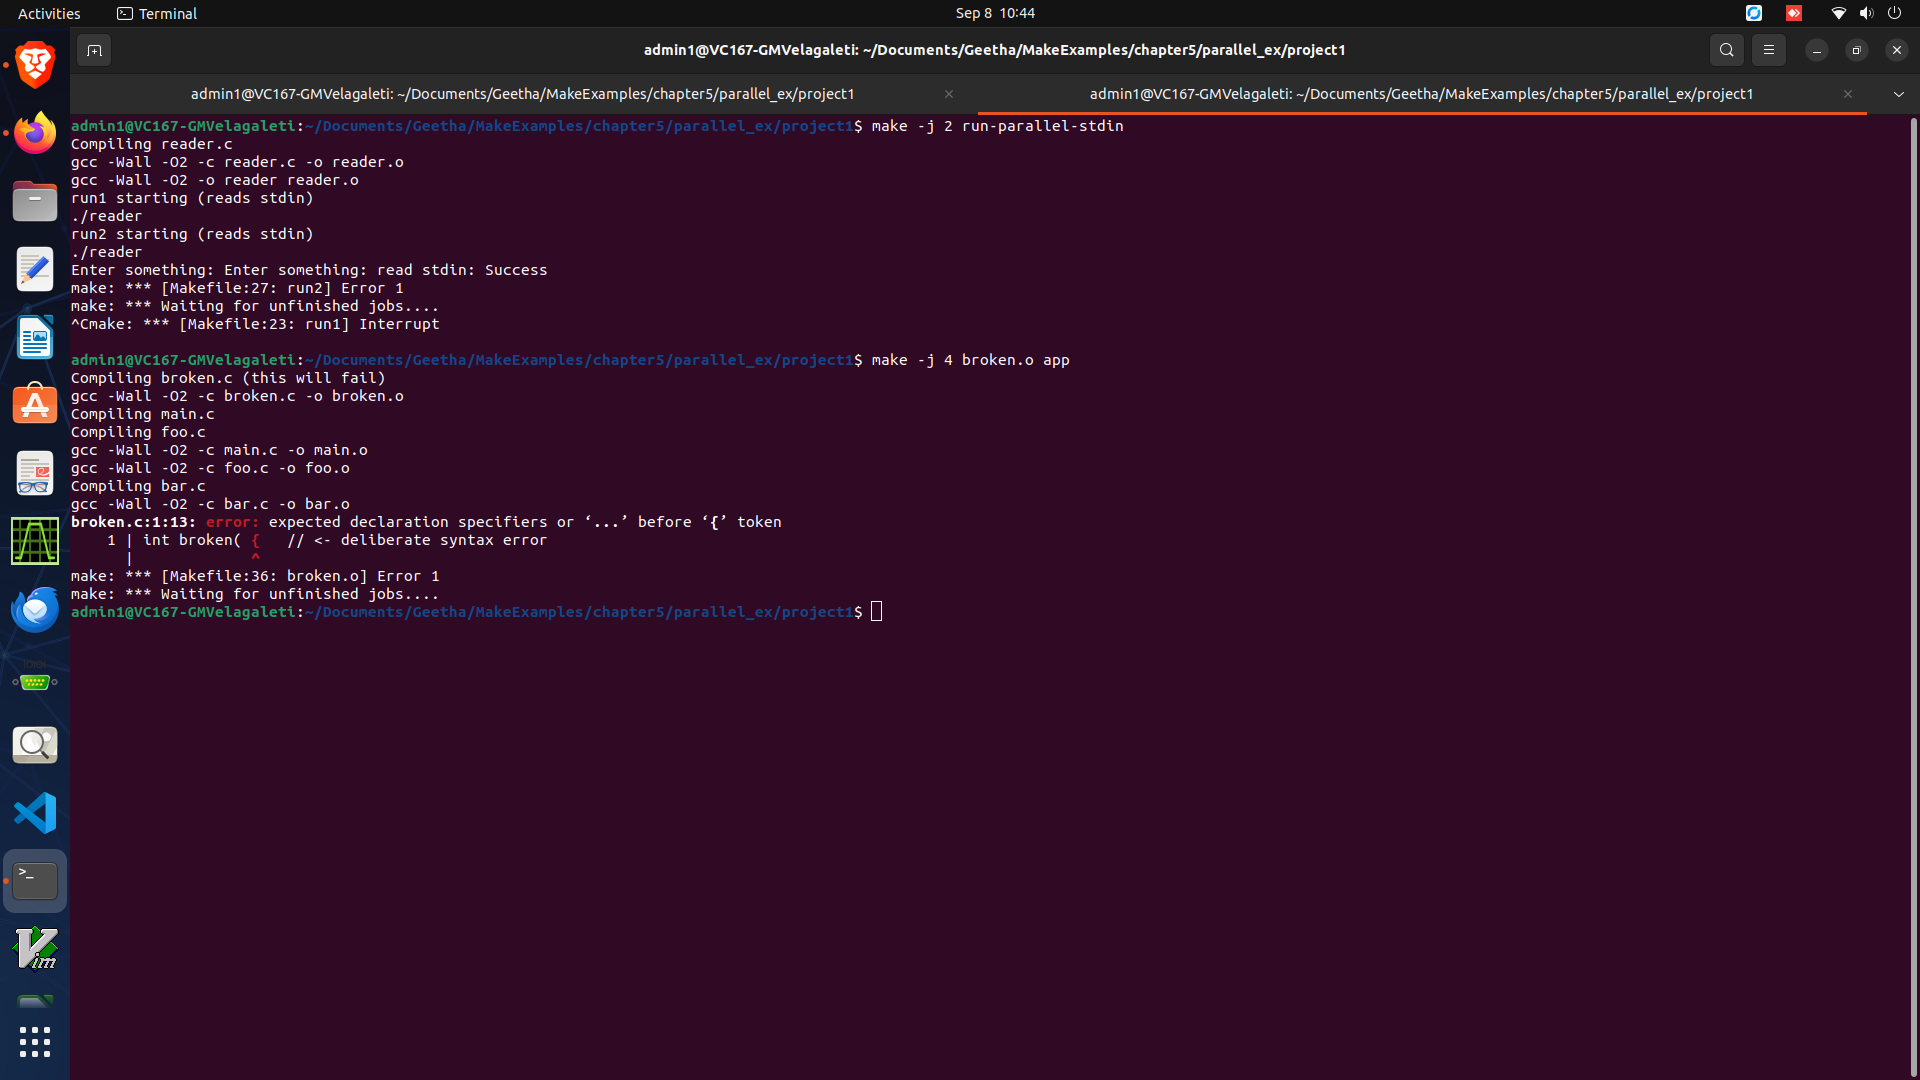 Activities
Terminal
Sep 8 10:44
admin1@VC167-GMVelagaleti: ~/Documents/Geetha/MakeExamples/chapter5/parallel_ex/project1
admin1@VC167-GMVelagaleti: ~/Documents/Geetha/MakeExamples/chapter5/parallel_ex/project1
admin1@VC167-GMVelagaleti: ~/Documents/Geetha/MakeExamples/chapter5/parallel_ex/project1
admin1@VC167-GMVelagaleti:~/Documents/Geetha/MakeExamples/chapter5/parallel_ex/project1$ make -j 2 run-parallel-stdin
Compiling reader.c
gcc -Wall -O2 -c reader.c -o reader.o
gcc -Wall -O2 -o reader reader.o
run1 starting (reads stdin)
./reader
run2 starting (reads stdin)
./reader
Enter something: Enter something: read stdin: Success
make: *** [Makefile:27: run2] Error 1
make: *** Waiting for unfinished jobs....
^Cmake: *** [Makefile:23: run1] Interrupt
admin1@VC167-GMVelagaleti:~/Documents/Geetha/MakeExamples/chapter5/parallel_ex/project1$ make -j 4 broken.o app
Compiling broken.c (this will fail)
gcc -Wall -O2 -c broken.c -o broken.o
Compiling main.c
Compiling foo.c
gcc -Wall -O2 -c main.c -o main.o
gcc -Wall -O2 -c foo.c -o foo.o
Compiling bar.c
gcc -Wall -O2 -c bar.c -o bar.o
broken.c:1:13: error: expected declaration specifiers or ‘...’ before ‘{’ token
    1 | int broken( {   // <- deliberate syntax error
      |             ^
make: *** [Makefile:36: broken.o] Error 1
make: *** Waiting for unfinished jobs....
admin1@VC167-GMVelagaleti:~/Documents/Geetha/MakeExamples/chapter5/parallel_ex/project1$